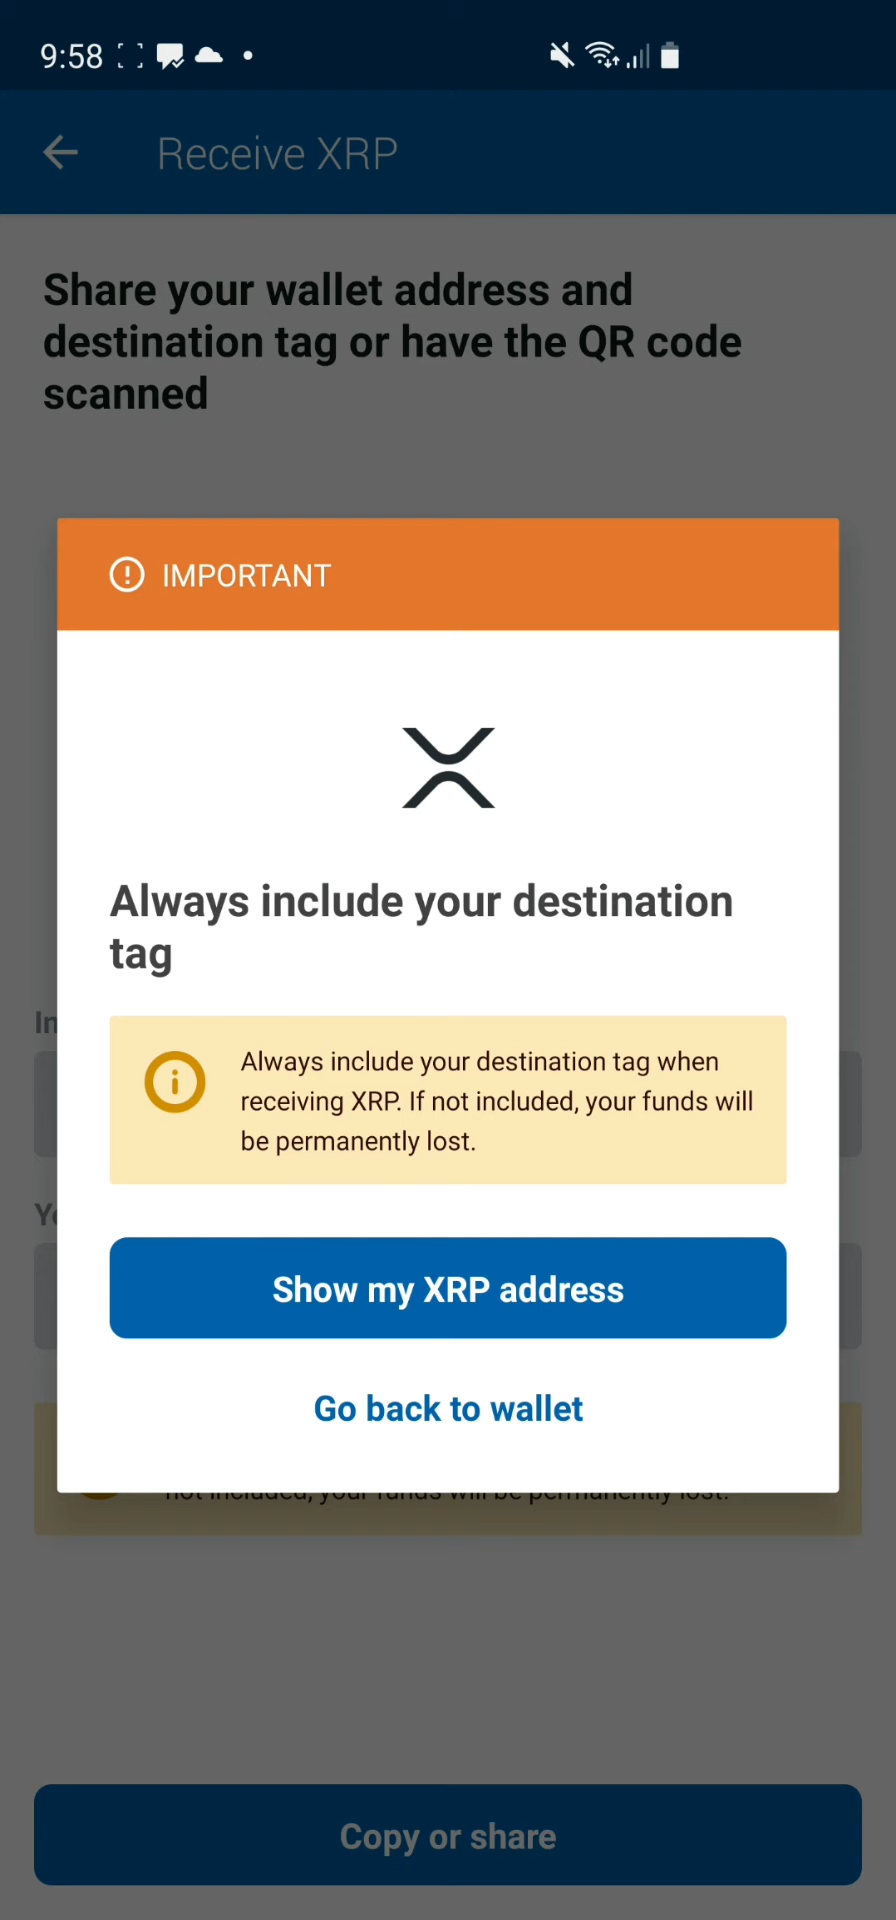 9:58
Receive XRP
Share your wallet address and
destination tag or have the QR code
scanned
IMPORTANT
Always include your destination
tag
In
Always include your destination tag when
receiving XRP. If not included, your funds will
be permanently lost.
Yo
Show my XRP address
Go back to wallet
not included, your funds will be permanently lost.
Copy or share